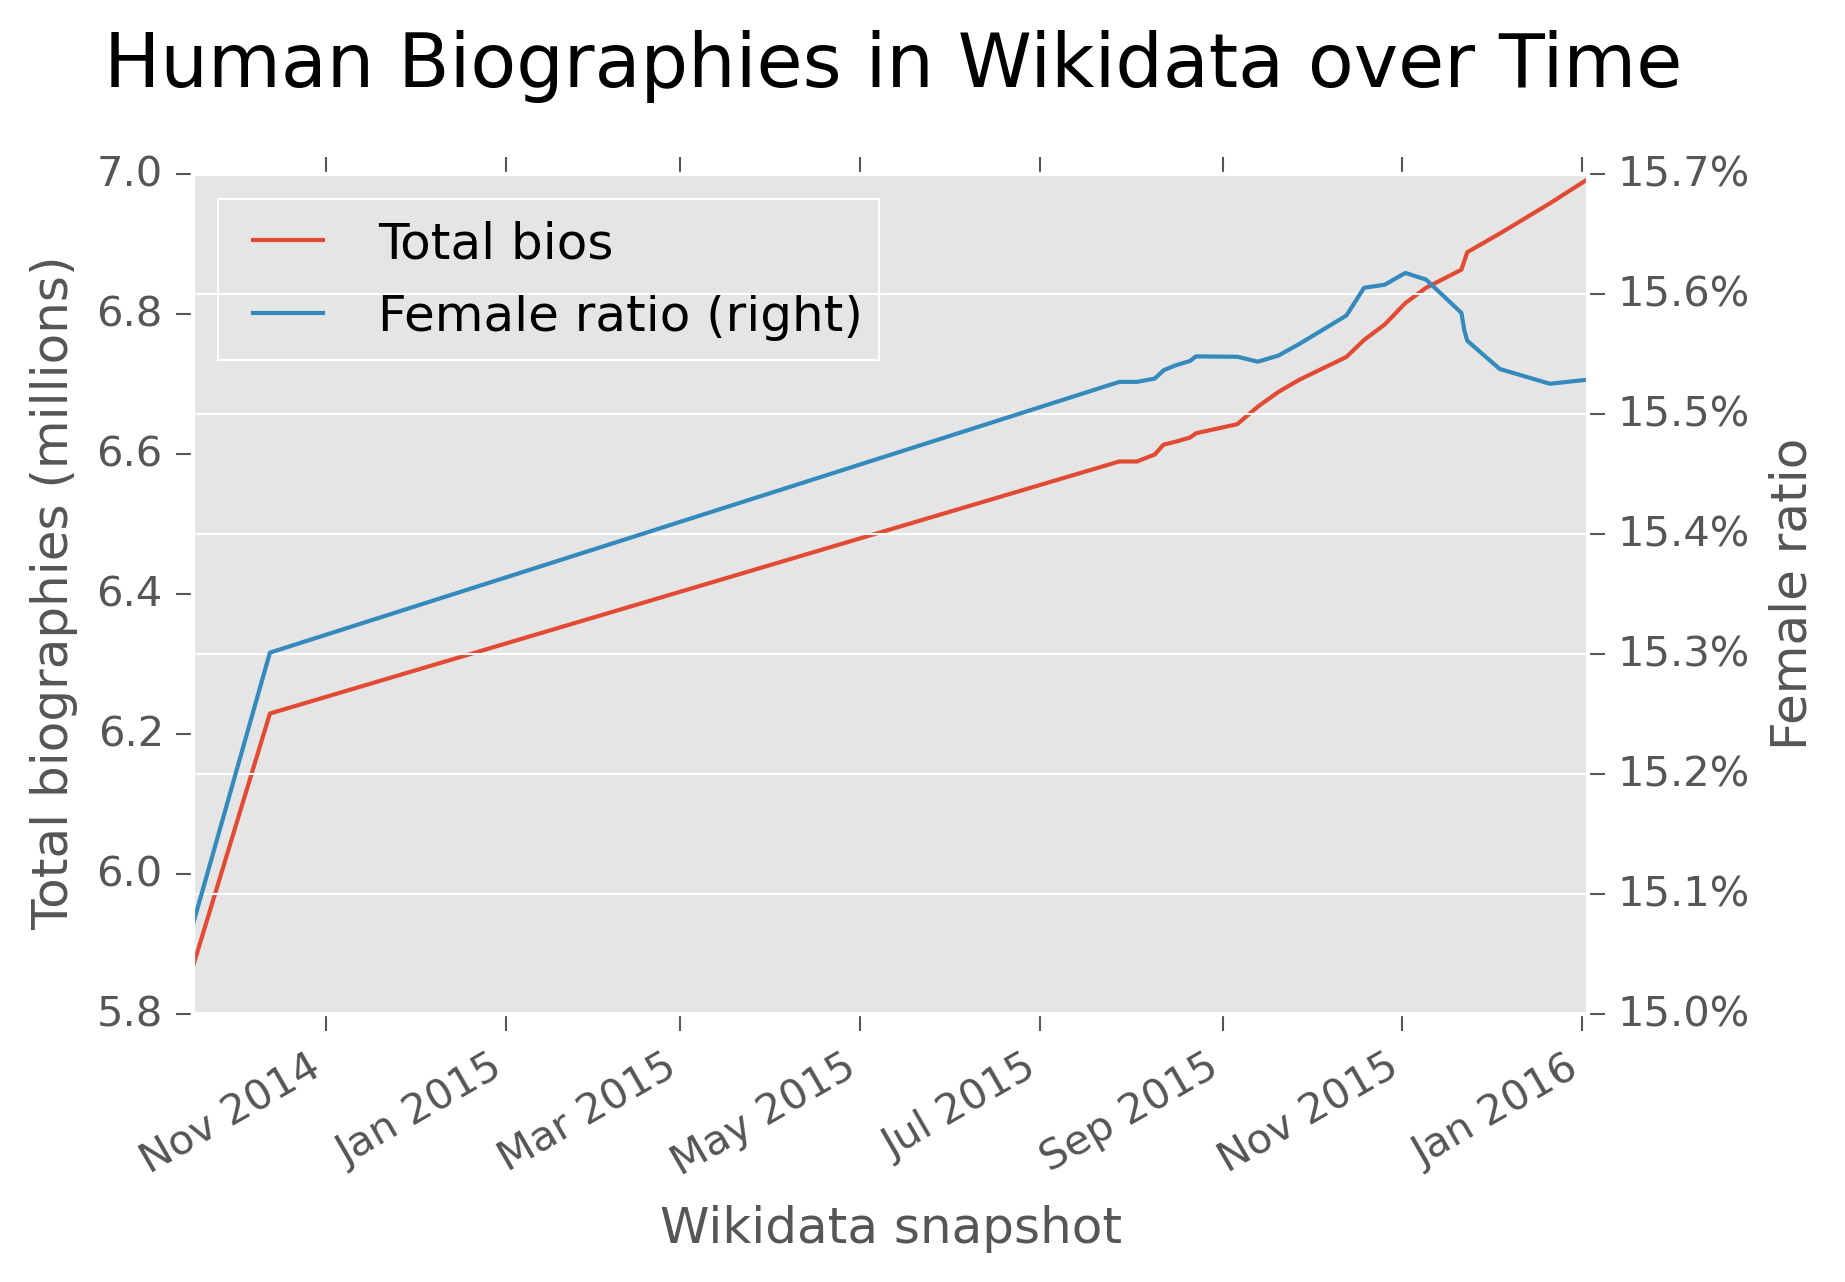 Human Biographies in Wikidata over Time
Total bios
Female ratio (right)
Total biographies (millions)
7.0
6.8
6.6
6.4
6.2
6.0
5.8
15.7%
15.6%
15.5%
15.4%
15.3%
15.2%
15.1%
15.0%
Female ratio
Nov 2014
Jan 2015
Mar 2015
May 2015
Jul 2015
Sep 2015
Nov 2015
Jan 2016
Wikidata snapshot